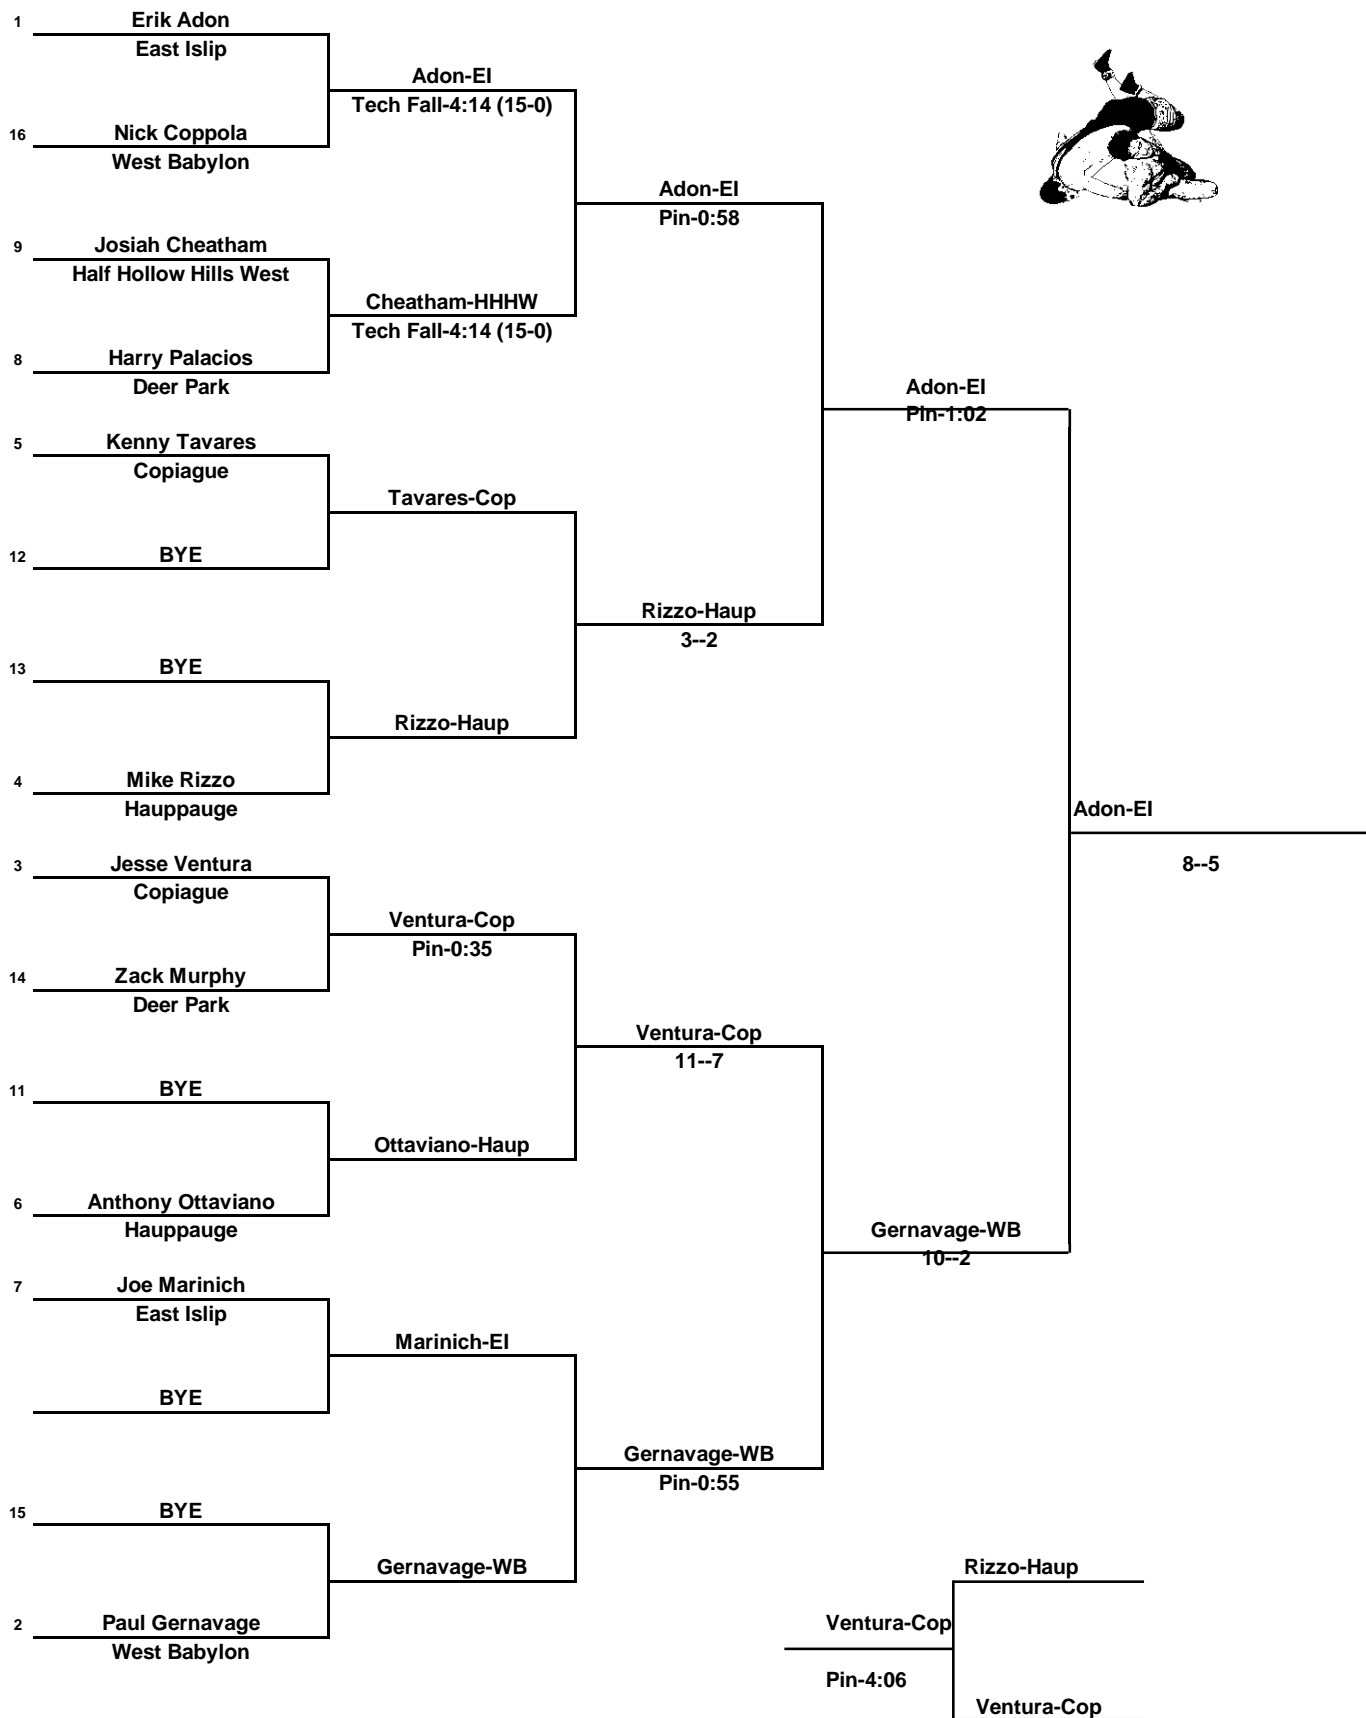 1 Erik Adon
East Islip
Adon-EI
Tech Fall-4:14 (15-0)
16 Nick Coppola
West Babylon
Adon-EI
Pin-0:58
9 Josiah Cheatham
Half Hollow Hills West
Cheatham-HHHW
Tech Fall-4:14 (15-0)
8 Harry Palacios
Deer Park
Adon-EI
Pin-1:02
5 Kenny Tavares
Copiague
Tavares-Cop
12 BYE
Rizzo-Haup
3--2
13 BYE
Rizzo-Haup
4 Mike Rizzo
Hauppauge
Adon-EI
8--5
3 Jesse Ventura
Copiague
Ventura-Cop
Pin-0:35
14 Zack Murphy
Deer Park
Ventura-Cop
11--7
11 BYE
Ottaviano-Haup
6 Anthony Ottaviano
Hauppauge
Gernavage-WB
10--2
7 Joe Marinich
East Islip
Marinich-EI
BYE
Gernavage-WB
Pin-0:55
15 BYE
Gernavage-WB
2 Paul Gernavage
West Babylon
Rizzo-Haup
Ventura-Cop
Pin-4:06
Ventura-Cop